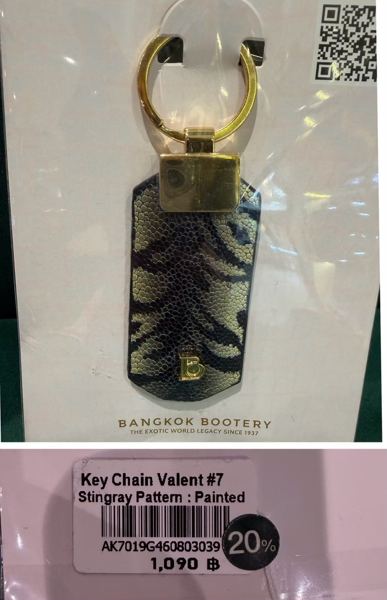 B
BANGKOK BOOTERY
THE EXOTIC WORLD LEGACY SINCE 1937
Key Chain Valent #7
Stingray Pattern : Painted
AK7019G460803039
20%
1,090 ฿